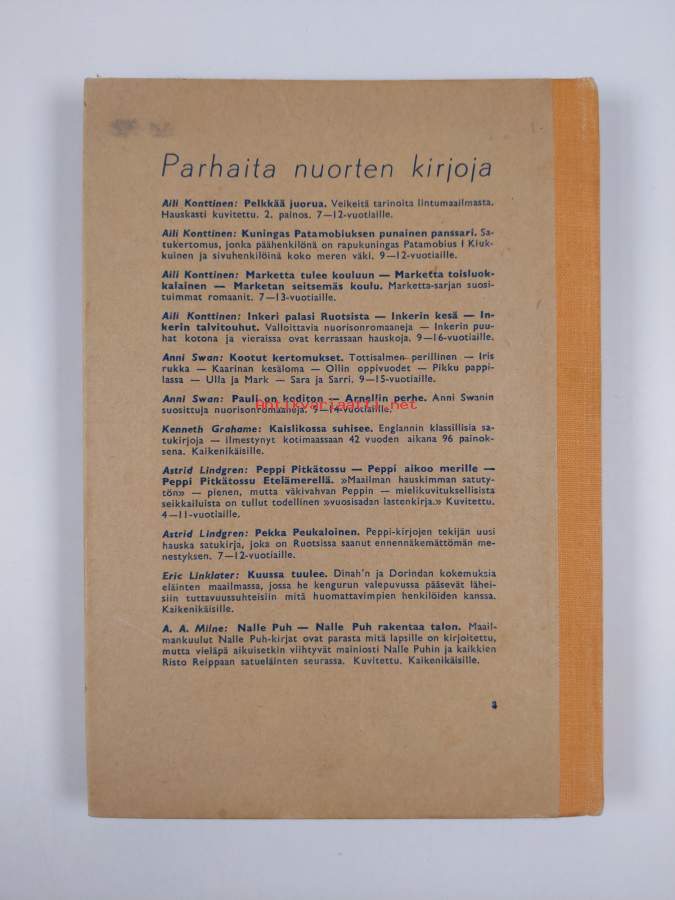 Parhaita nuorten kirjoja
Aili Konttinen: Pelkkää juorua. Veikeitä tarinoita lintumaailmasta.
Hauskasti kuvitettu. 2. painos. 7—12-vuotiaille.
Aili Konttinen: Kuningas Patamobiuksen punainen panssari. Sa-
tukertomus, jonka päähenkilönä on rapukuningas Patamobius I Kluk-
kuinen ja sivuhenkilöinä koko meren väki. 9—12-vuotiaille.
Aili Konttinen: Marketta tulee kouluun — Marketta toisluok-
kalainen — Marketan seitsemäs koulu. Marketta-sarjan suosi-
tuimmat romaanit. 7—13-vuotiaille.
Aili Konttinen: Inkeri palasi Ruotsista — Inkerin kesä — In-
kerin talvitouhut. Valloittavia nuorisonromaaneja — Inkerin puu-
hat kotona ja vieraissa ovat kerrassaan hauskoja. 9—16-vuotiaille.
Anni Swan: Kootut kertomukset. Tottisalmen perillinen — Iris
rukka — Kaarinan kesäloma — Ollin oppivuodet — Pikku pappi-
lassa — Ulla ja Mark — Sara ja Sarri. 9—15-vuotiaille.
Anni Swan: Pauli on koditon — Arnellin perhe. Anni Swanin
suosittuja nuorisonromaaneja. 9—14-vuotiaille.
Antikvariaatti.net
Kenneth Grahame: Kaislikossa suhisee. Englannin klassillisia sa-
tukirjoja — ilmestynyt kotimaassaan 42 vuoden aikana 96 painok-
sena. Kaikenikäisille.
Astrid Lindgren: Peppi Pitkätossu — Peppi aikoo merille —
Peppi Pitkätossu Etelämerellä. »Maailman hauskimman satuty-
tön» — pienen, mutta väkivahvan Peppin — mielikuvituksellisista
seikkailuista on tullut todellinen »vuosisadan lastenkirja.» Kuvitettu.
4—11-vuotiaille.
Astrid Lindgren: Pekka Peukaloinen. Peppi-kirjojen tekijän uusi
hauska satukirja, joka on Ruotsissa saanut ennennäkemättömän me-
nestyksen. 7—12-vuotiaille.
Eric Linklater: Kuussa tuulee. Dinah'n ja Dorindan kokemuksia
eläinten maailmassa, jossa he kengurun valepuvussa pääsevät lähei-
siin tuttavuussuhteisiin mitä huomattavimpien henkilöiden kanssa.
Kaikenikäisille.
A. A. Milne: Nalle Puh — Nalle Puh rakentaa talon. Maail-
mankuulut Nalle Puh-kirjat ovat parasta mitä lapsille on kirjoitettu,
mutta vieläpä aikuisetkin viihtyvät mainiosti Nalle Puhin ja kaikkien
Risto Reippaan satueläinten seurassa. Kuvitettu. Kaikenikäisille.